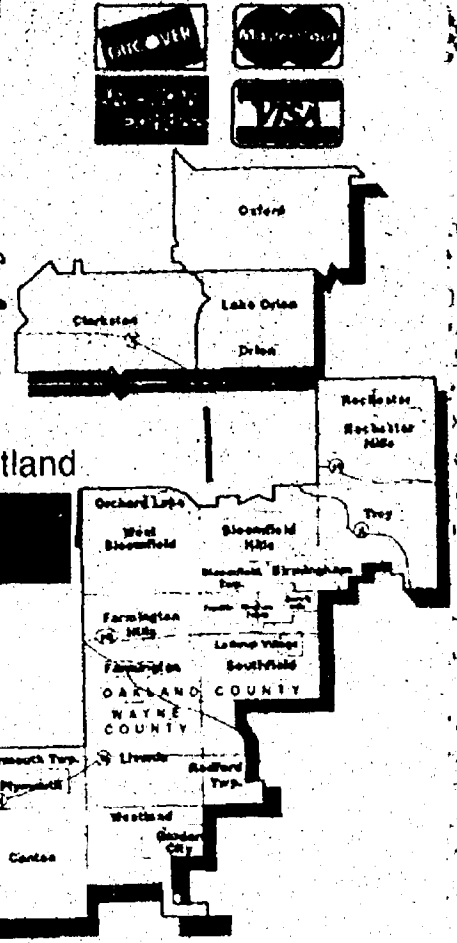 DISCOVER
MasterCard
VISA
Oxford
Lake Orion
Clarkston
Orion
Rochester
Rochester
Hills
tland
Orchard Lake
Troy
West
Bloomfield
Bloomfield
Hills
Bloomfield
Twp.
Birmingham
Farmington
Hills
Lathrup Village
Farmington
Southfield
OAKLAND COUNTY
WAYNE
COUNTY
mouth Twp.
Livonia
Redford
Twp.
Plymouth
Westland
Garden
City
Canton